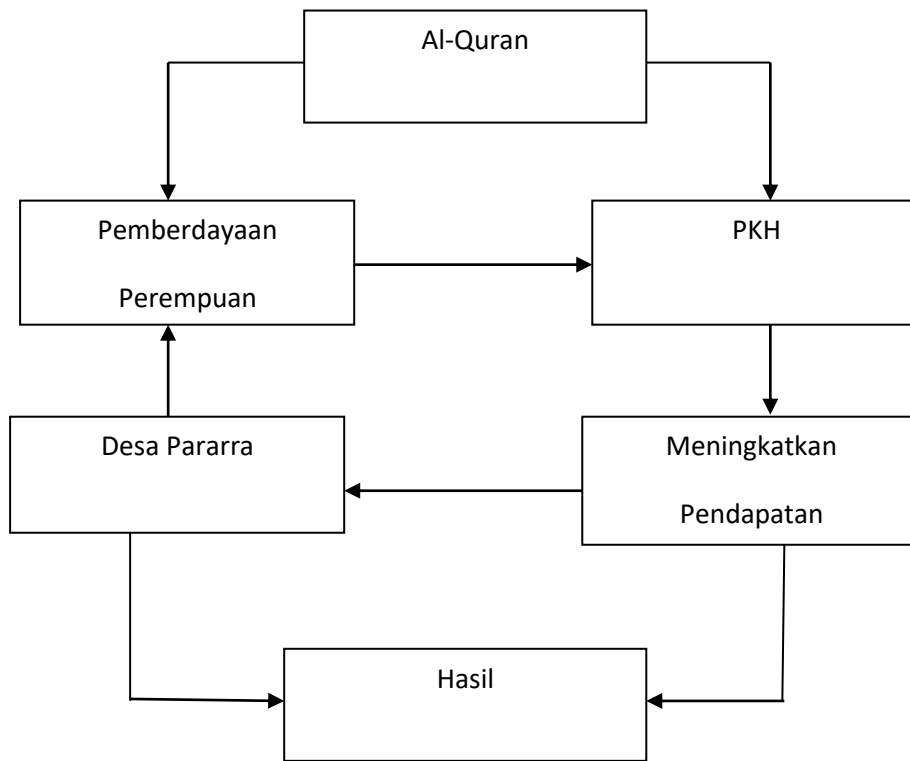 Al-Quran
Pemberdayaan
Perempuan
PKH
Desa Pararra
Meningkatkan
Pendapatan
Hasil